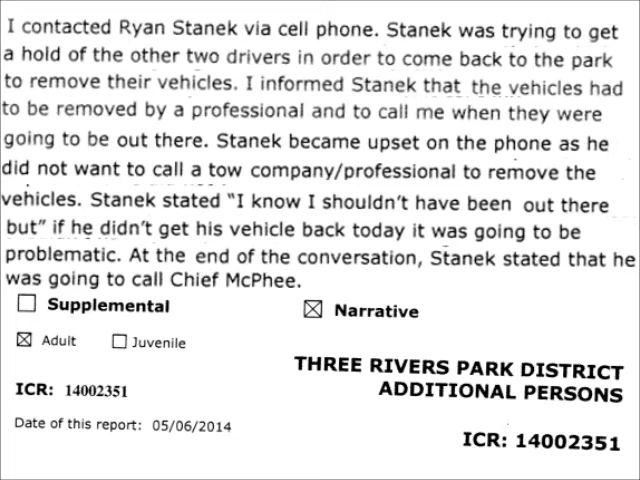 I contacted Ryan Stanek via cell phone. Stanek was trying to get
a hold of the other two drivers in order to come back to the park
to remove their vehicles. I informed Stanek that the vehicles had
to be removed by a professional and to call me when they were
going to be out there. Stanek became upset on the phone as he
did not want to call a tow company/professional to remove the
vehicles. Stanek stated “I know I shouldn’t have been out there
but” if he didn’t get his vehicle back today it was going to be
problematic. At the end of the conversation, Stanek stated that he
was going to call Chief McPhee.
Supplemental
Narrative
Adult
Juvenile
THREE RIVERS PARK DISTRICT
ADDITIONAL PERSONS
ICR: 14002351
Date of this report: 05/06/2014
ICR: 14002351